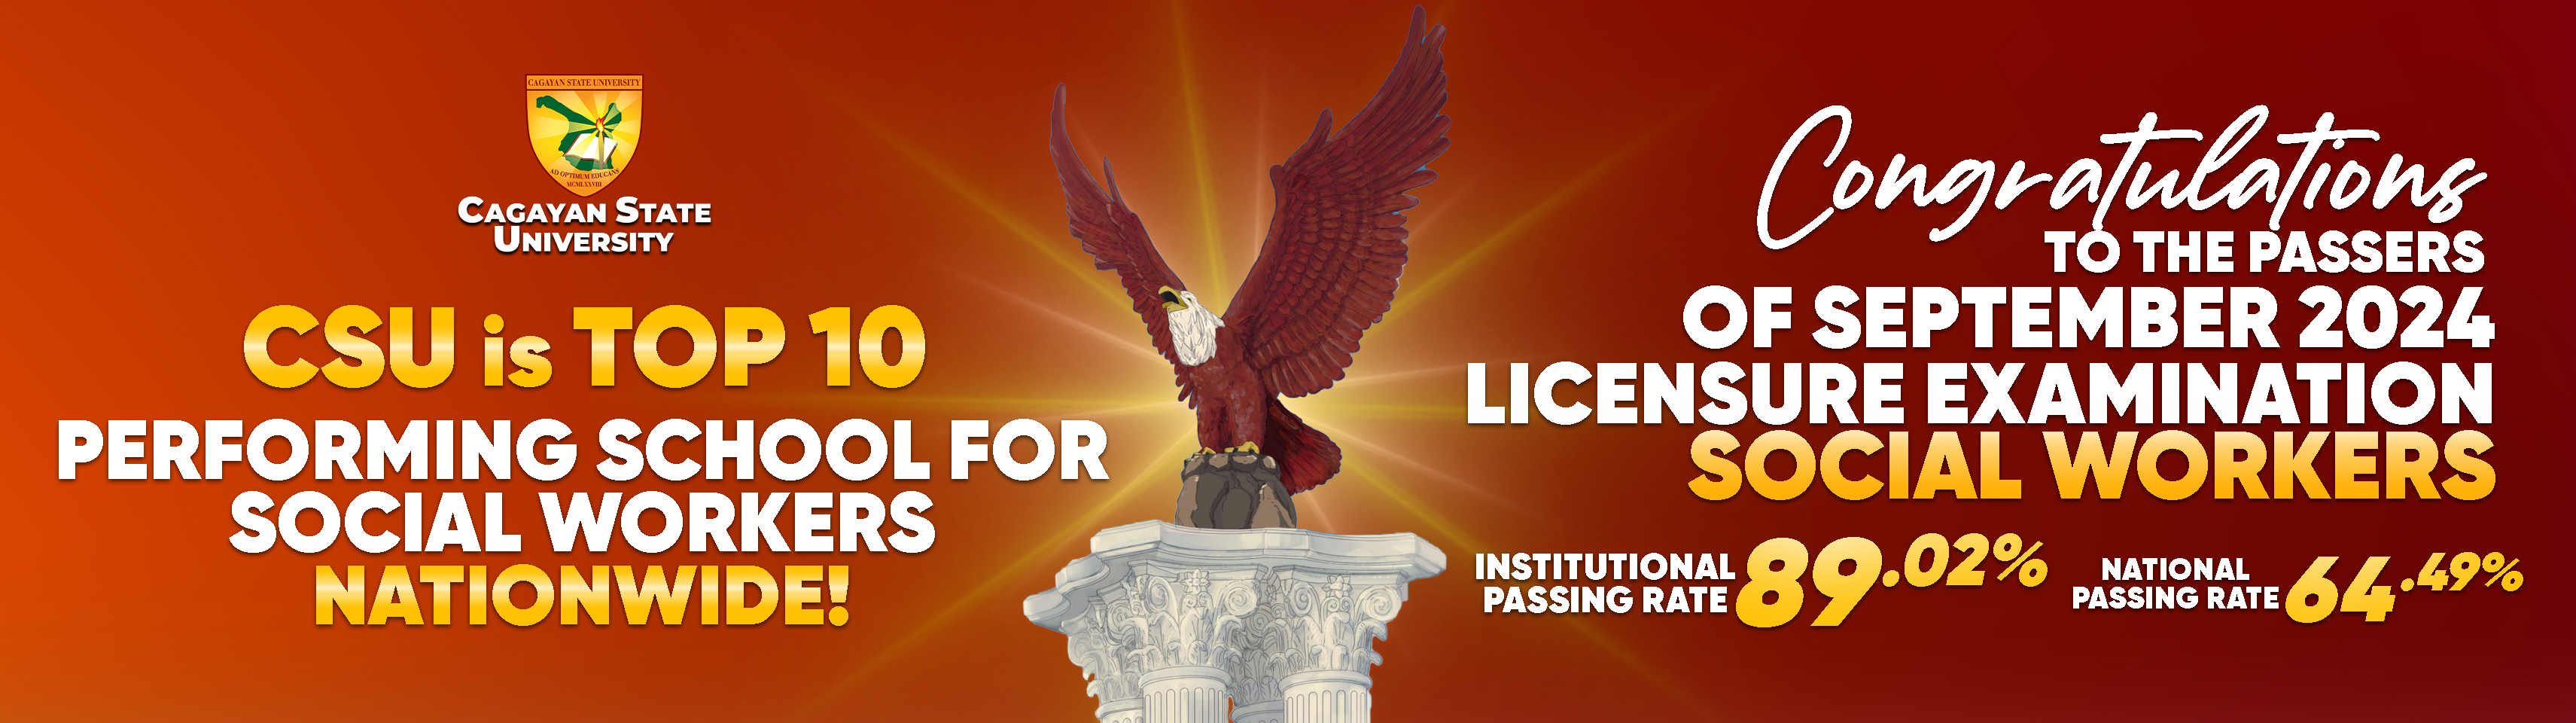 CAGAYAN STATE UNIVERSITY
AD OPTIMUM EDUCANS
MCMLXXVIII
CAGAYAN STATE
UNIVERSITY
CSU is TOP 10
PERFORMING SCHOOL FOR
SOCIAL WORKERS
NATIONWIDE!
Congratulations
TO THE PASSERS
OF SEPTEMBER 2024
LICENSURE EXAMINATION
SOCIAL WORKERS
INSTITUTIONAL
PASSING RATE 89.02%
NATIONAL
PASSING RATE 64.49%